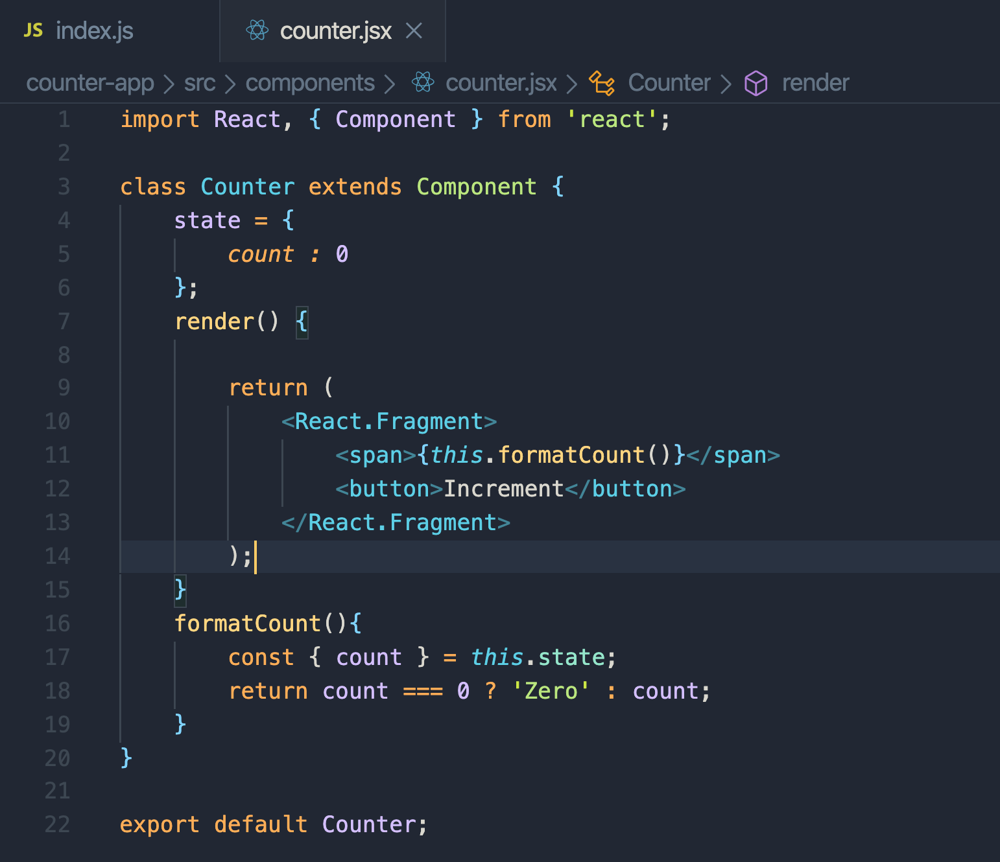 JS index.js counter.jsx
counter-app > src > components > counter.jsx > Counter > render
1 import React, { Component } from 'react';
2
3 class Counter extends Component {
4     state = {
5         count : 0
6     };
7     render() {
8
9         return (
10             <React.Fragment>
11                 <span>{this.formatCount()}</span>
12                 <button>Increment</button>
13             </React.Fragment>
14         );
15     }
16     formatCount(){
17         const { count } = this.state;
18         return count === 0 ? 'Zero' : count;
19     }
20 }
21
22 export default Counter;